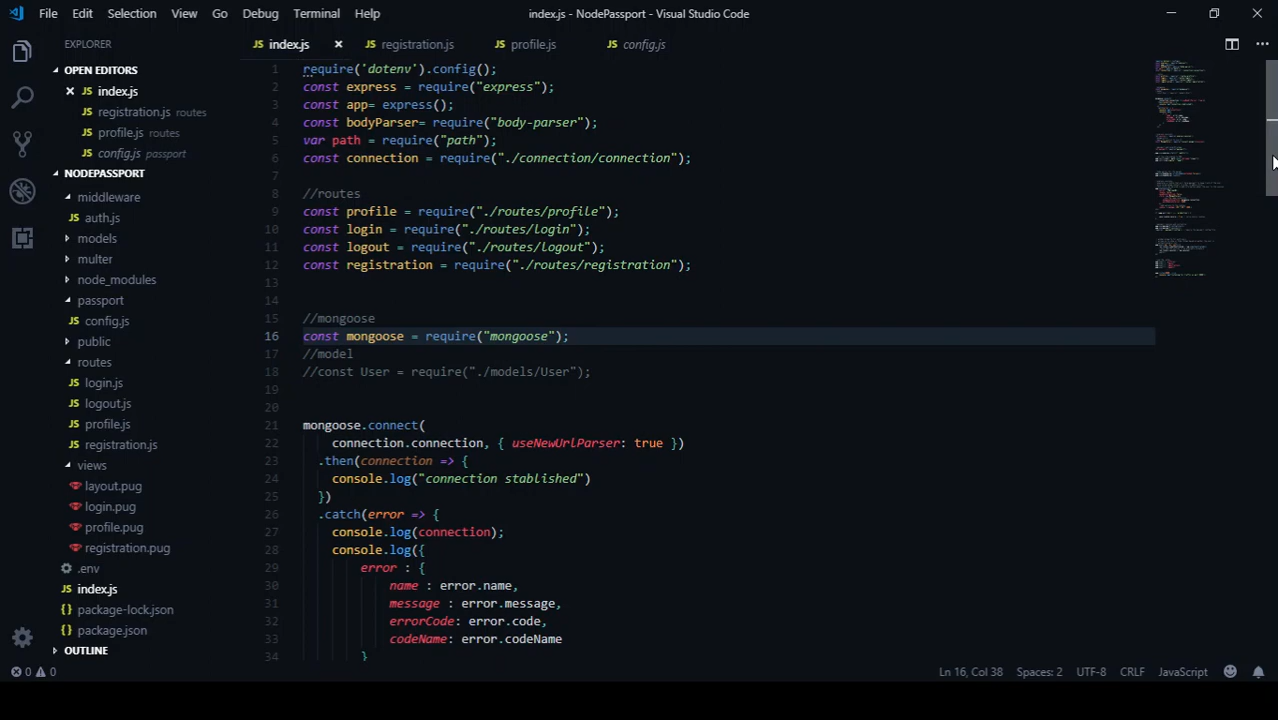 File Edit Selection View Go Debug Terminal Help
index.js - NodePassport - Visual Studio Code
EXPLORER
OPEN EDITORS
index.js
registration.js routes
profile.js routes
config.js passport
NODEPASSPORT
middleware
auth.js
models
multer
node_modules
passport
config.js
public
routes
login.js
logout.js
profile.js
registration.js
views
layout.pug
login.pug
profile.pug
registration.pug
.env
index.js
package-lock.json
package.json
OUTLINE
JS index.js JS registration.js JS profile.js JS config.js
1 require('dotenv').config();
2 const express = require("express");
3 const app= express();
4 const bodyParser= require("body-parser");
5 var path = require("path");
6 const connection = require("./connection/connection");
7
8 //routes
9 const profile = require("./routes/profile");
10 const login = require("./routes/login");
11 const logout = require("./routes/logout");
12 const registration = require("./routes/registration");
13
14
15 //mongoose
16 const mongoose = require("mongoose");
17 //model
18 //const User = require("./models/User");
19
20
21 mongoose.connect(
22 connection.connection, { useNewUrlParser: true })
23 .then(connection => {
24 console.log("connection stablished")
25 })
26 .catch(error => {
27 console.log(connection);
28 console.log({
29 error : {
30 name : error.name,
31 message : error.message,
32 errorCode: error.code,
33 codeName: error.codeName
34 }
0 0
Ln 16, Col 38 Spaces: 2 UTF-8 CRLF JavaScript